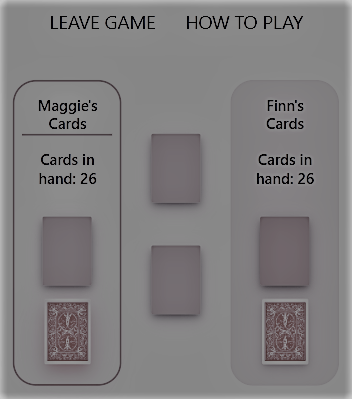 LEAVE GAME HOW TO PLAY
Maggie's
Cards
Cards in
hand: 26
Finn's
Cards
Cards in
hand: 26